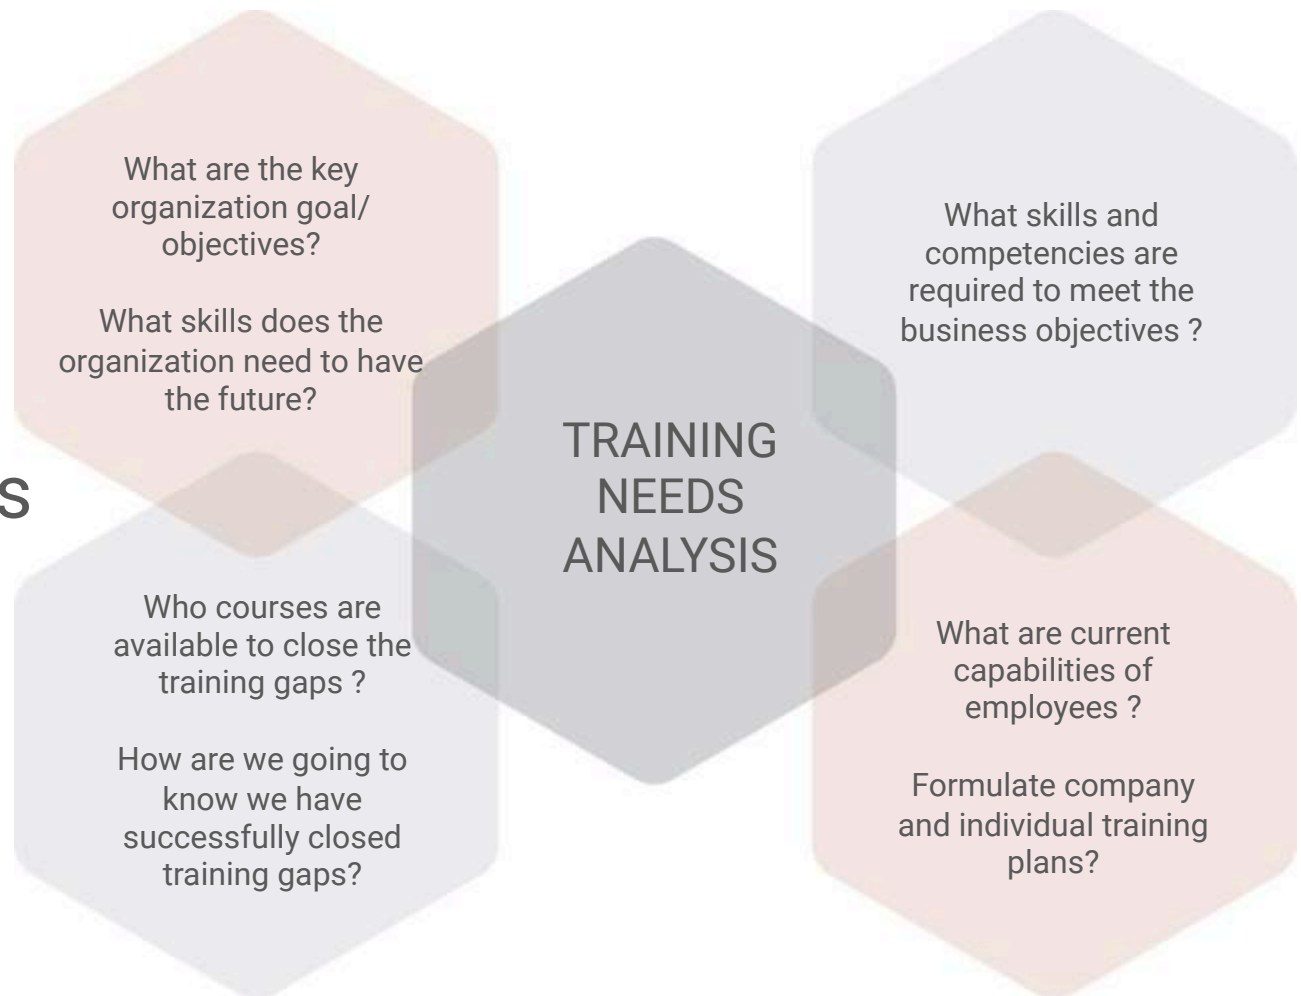 What are the key
organization goal/
objectives?
What skills does the
organization need to have
the future?
What skills and
competencies are
required to meet the
business objectives ?
TRAINING
NEEDS
ANALYSIS
s
Who courses are
available to close the
training gaps ?
How are we going to
know we have
successfully closed
training gaps?
What are current
capabilities of
employees ?
Formulate company
and individual training
plans?